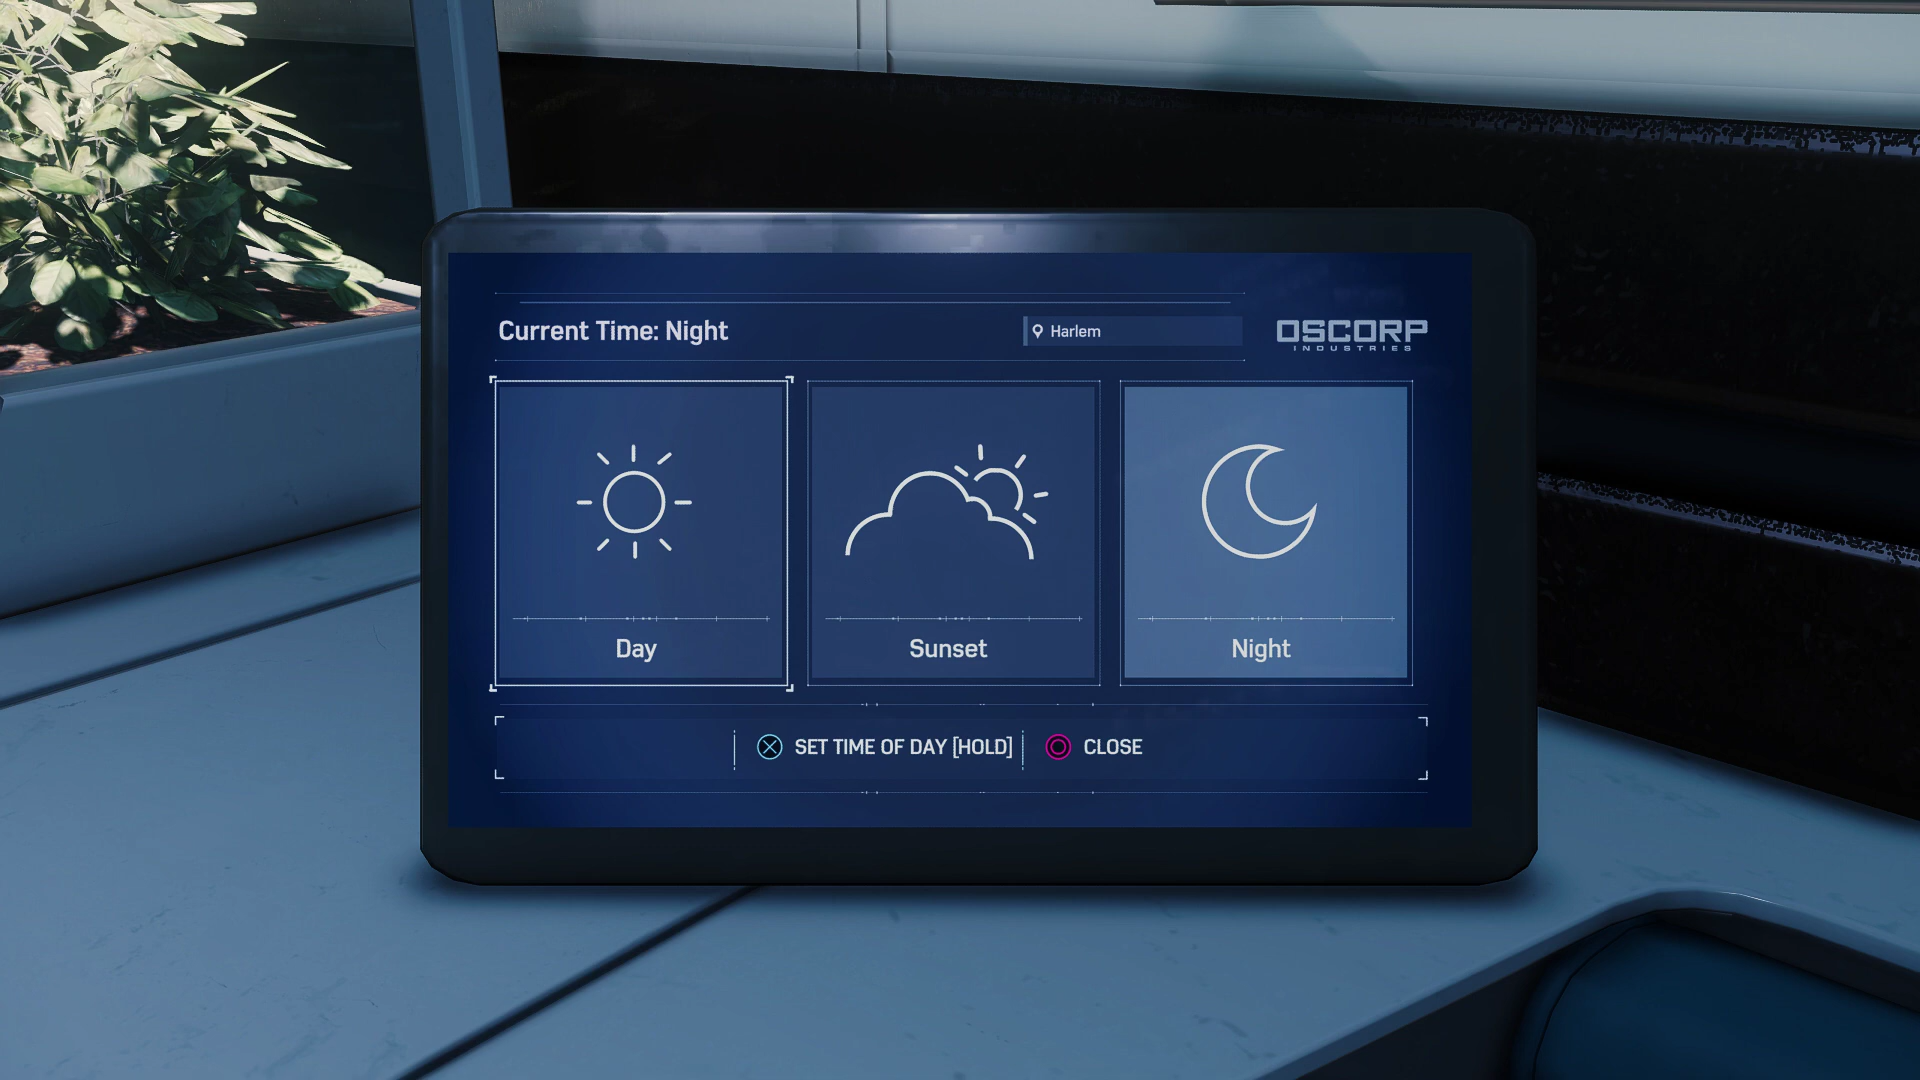 Current Time: Night
Harlem
OSCORP
INDUSTRIES
Day
Sunset
Night
SET TIME OF DAY [HOLD]
CLOSE